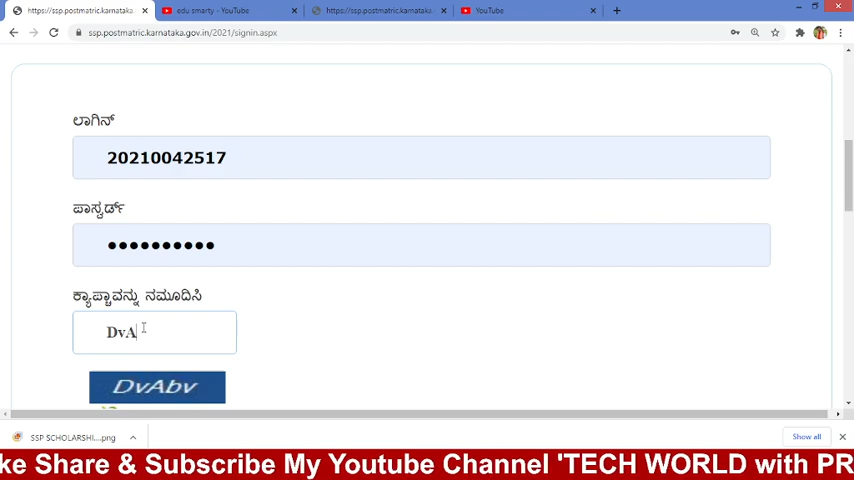 https://ssp.postmatric.karnataka
edu smarty - YouTube
https://ssp.postmatric.karnataka
YouTube
ssp.postmatric.karnataka.gov.in/2021/signin.aspx
ಲಾಗಿನ್
20210042517
ಪಾಸ್ವರ್ಡ್
ಕ್ಯಾಪ್ಚಾವನ್ನು ನಮೂದಿಸಿ
DvA
DvAbv
SSP SCHOLARSHI....png
Show all
ke Share & Subscribe My Youtube Channel 'TECH WORLD with PR